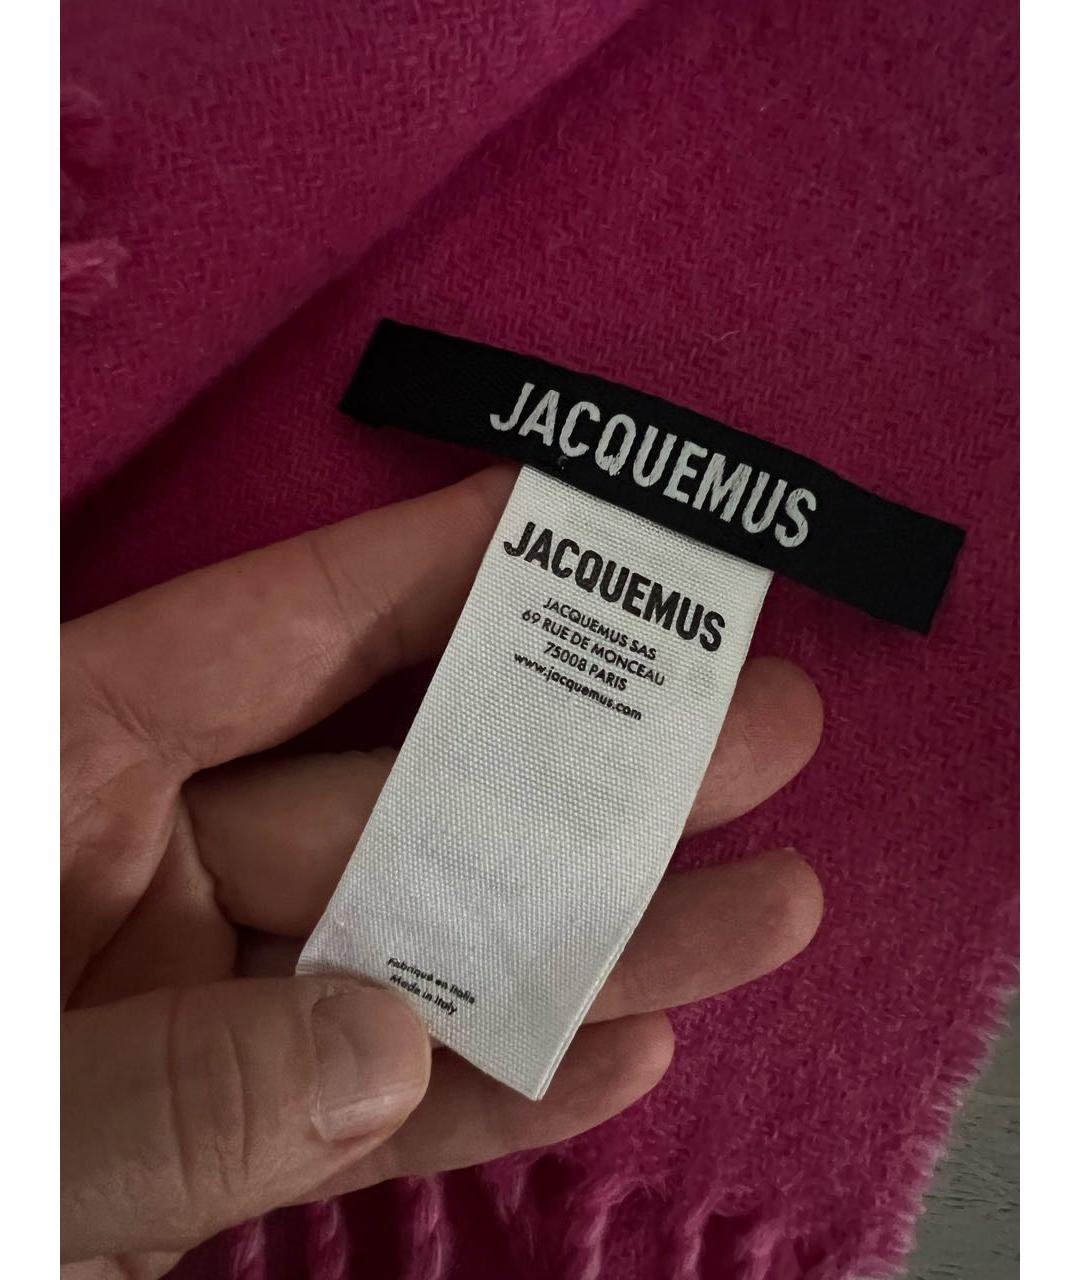 JACQUEMUS
JACQUEMUS
JACQUEMUS SAS
69 RUE DE MONCEAU
75008 PARIS
www.jacquemus.com
Fabriqué en Italie
Made in Italy